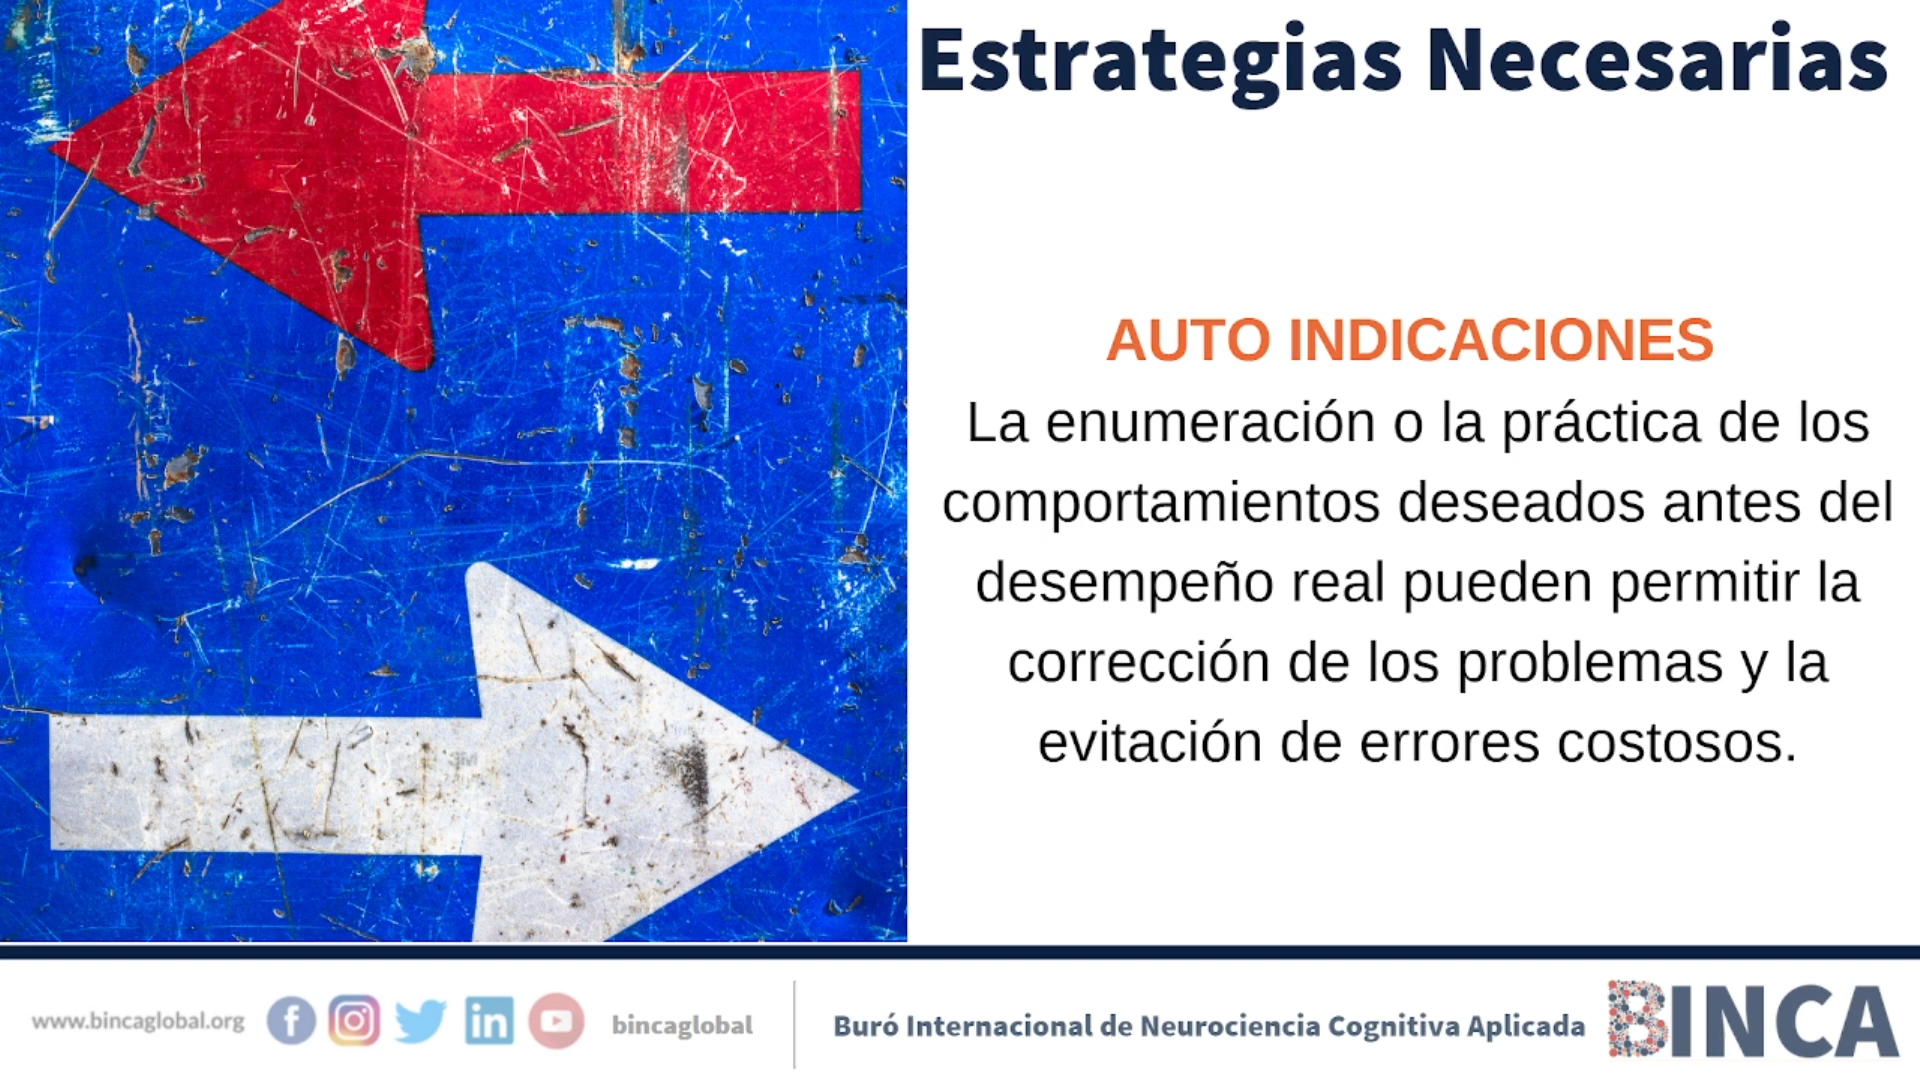 Estrategias Necesarias
AUTO INDICACIONES
La enumeración o la práctica de los
comportamientos deseados antes del
desempeño real pueden permitir la
corrección de los problemas y la
evitación de errores costosos.
www.bincaglobal.org
bincaglobal
Buró Internacional de Neurociencia Cognitiva Aplicada
BINCA